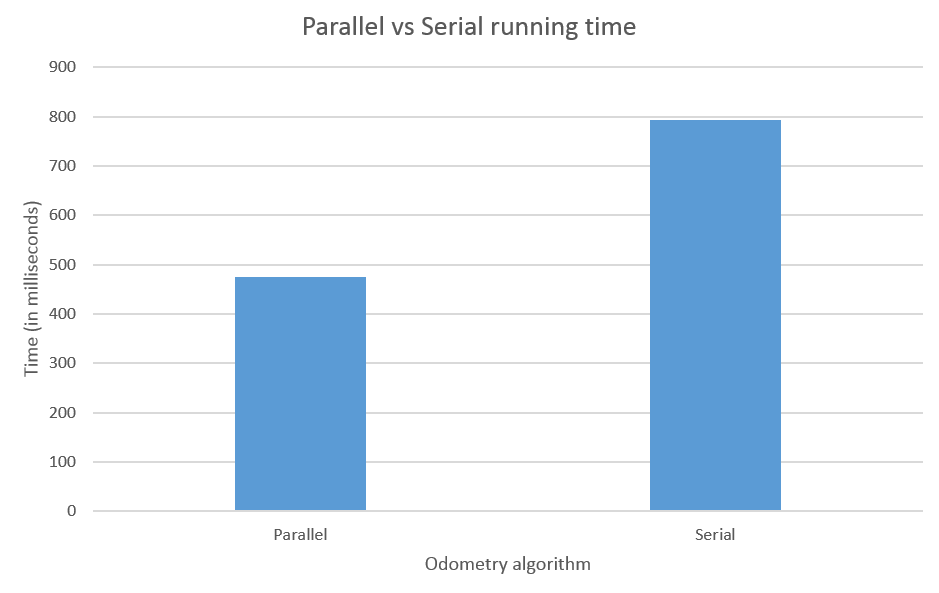 Parallel vs Serial running time
900
800
700
600
500
400
300
200
100
0
Time (in milliseconds)
Parallel
Serial
Odometry algorithm